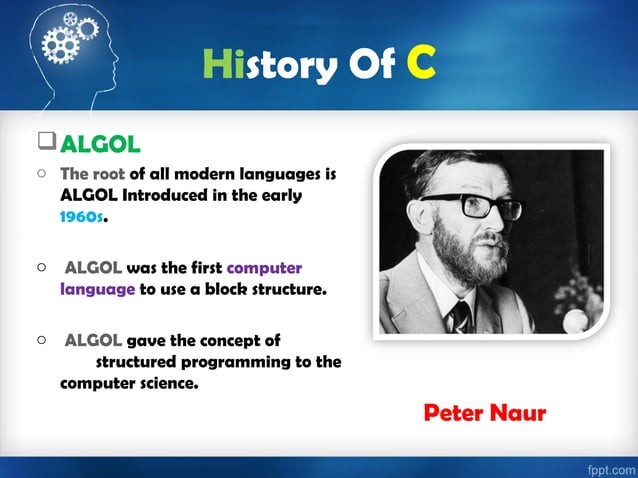 History Of C
ALGOL
The root of all modern languages is
ALGOL Introduced in the early
1960s.
ALGOL was the first computer
language to use a block structure.
ALGOL gave the concept of
structured programming to the
computer science.
Peter Naur
fppt.com